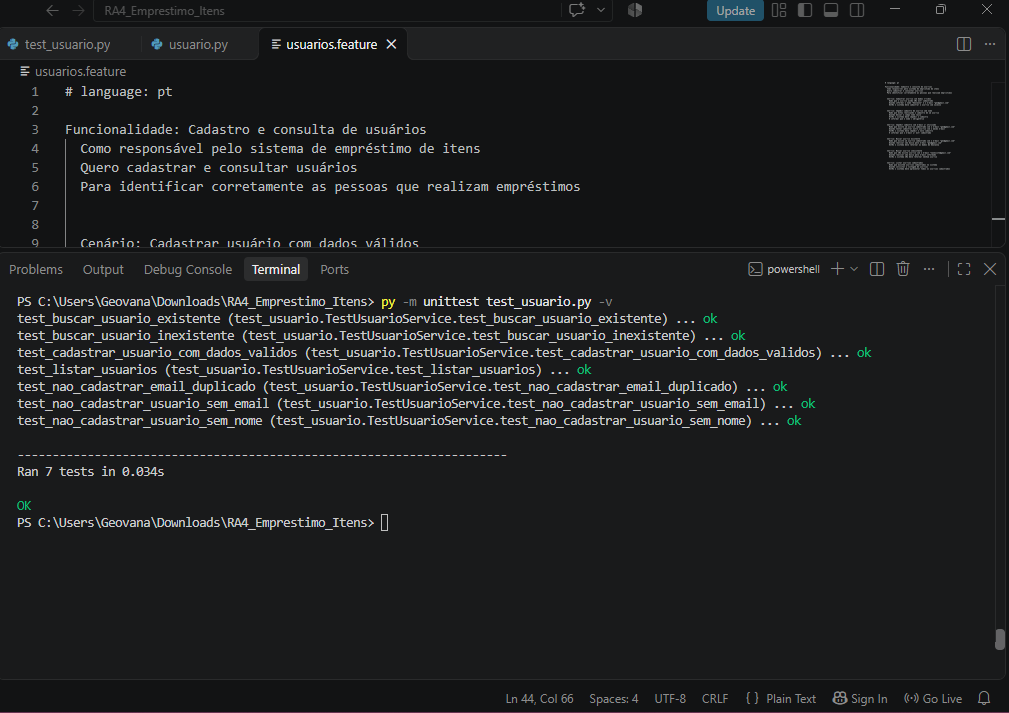 RA4_Emprestimo_Itens
Update
test_usuario.py
usuario.py
usuarios.feature
usuarios.feature
1 # language: pt
2
3 Funcionalidade: Cadastro e consulta de usuários
4 Como responsável pelo sistema de empréstimo de itens
5 Quero cadastrar e consultar usuários
6 Para identificar corretamente as pessoas que realizam empréstimos
7
8
9 Cenário: Cadastrar usuário com dados válidos
Problems Output Debug Console Terminal Ports
powershell
PS C:\Users\Geovana\Downloads\RA4_Emprestimo_Itens> py -m unittest test_usuario.py -v
test_buscar_usuario_existente (test_usuario.TestUsuarioService.test_buscar_usuario_existente) ... ok
test_buscar_usuario_inexistente (test_usuario.TestUsuarioService.test_buscar_usuario_inexistente) ... ok
test_cadastrar_usuario_com_dados_validos (test_usuario.TestUsuarioService.test_cadastrar_usuario_com_dados_validos) ... ok
test_listar_usuarios (test_usuario.TestUsuarioService.test_listar_usuarios) ... ok
test_nao_cadastrar_email_duplicado (test_usuario.TestUsuarioService.test_nao_cadastrar_email_duplicado) ... ok
test_nao_cadastrar_usuario_sem_email (test_usuario.TestUsuarioService.test_nao_cadastrar_usuario_sem_email) ... ok
test_nao_cadastrar_usuario_sem_nome (test_usuario.TestUsuarioService.test_nao_cadastrar_usuario_sem_nome) ... ok
----------------------------------------------------------------------
Ran 7 tests in 0.034s
OK
PS C:\Users\Geovana\Downloads\RA4_Emprestimo_Itens>
Ln 44, Col 66 Spaces: 4 UTF-8 CRLF {} Plain Text Sign In Go Live